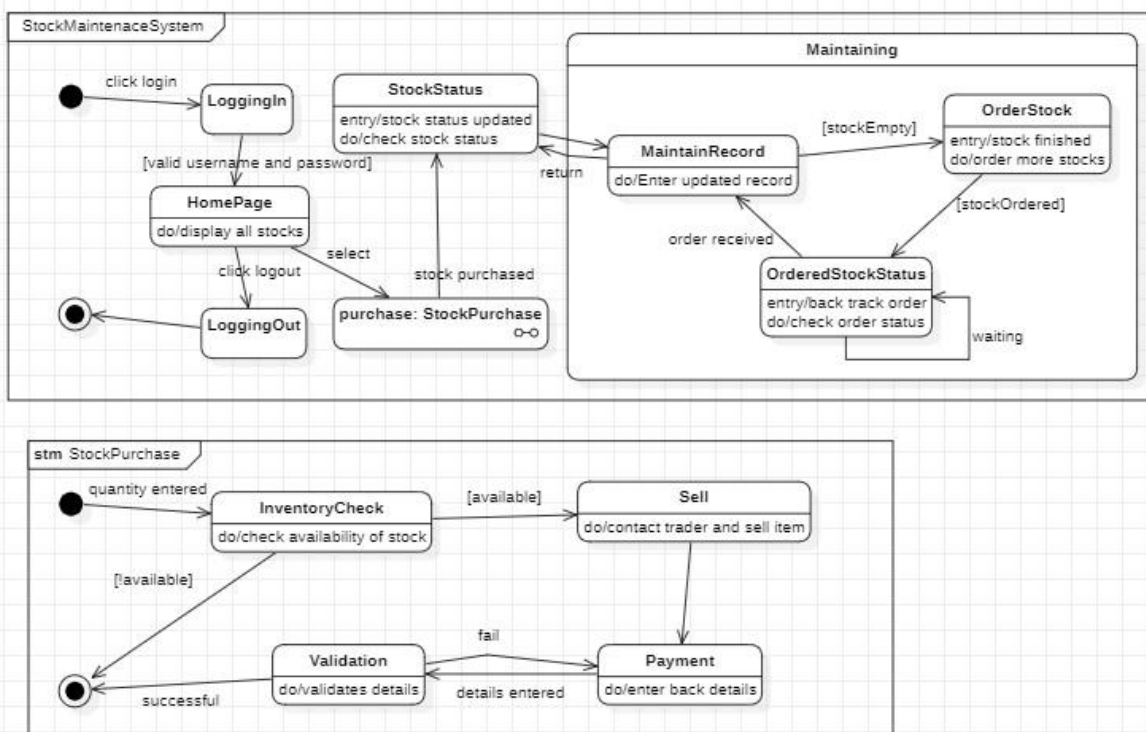 StockMaintenaceSystem
Maintaining
click login
LoggingIn
StockStatus
entry/stock status updated
do/check stock status
OrderStock
entry/stock finished
do/order more stocks
[stockEmpty]
MaintainRecord
do/Enter updated record
[valid username and password]
return
HomePage
do/display all stocks
[stockOrdered]
order received
select
click logout
stock purchased
OrderedStockStatus
entry/back track order
do/check order status
purchase: StockPurchase
LoggingOut
waiting
stm StockPurchase
quantity entered
InventoryCheck
do/check availability of stock
[available]
Sell
do/contact trader and sell item
[!available]
fail
Validation
do/validates details
Payment
do/enter back details
details entered
successful